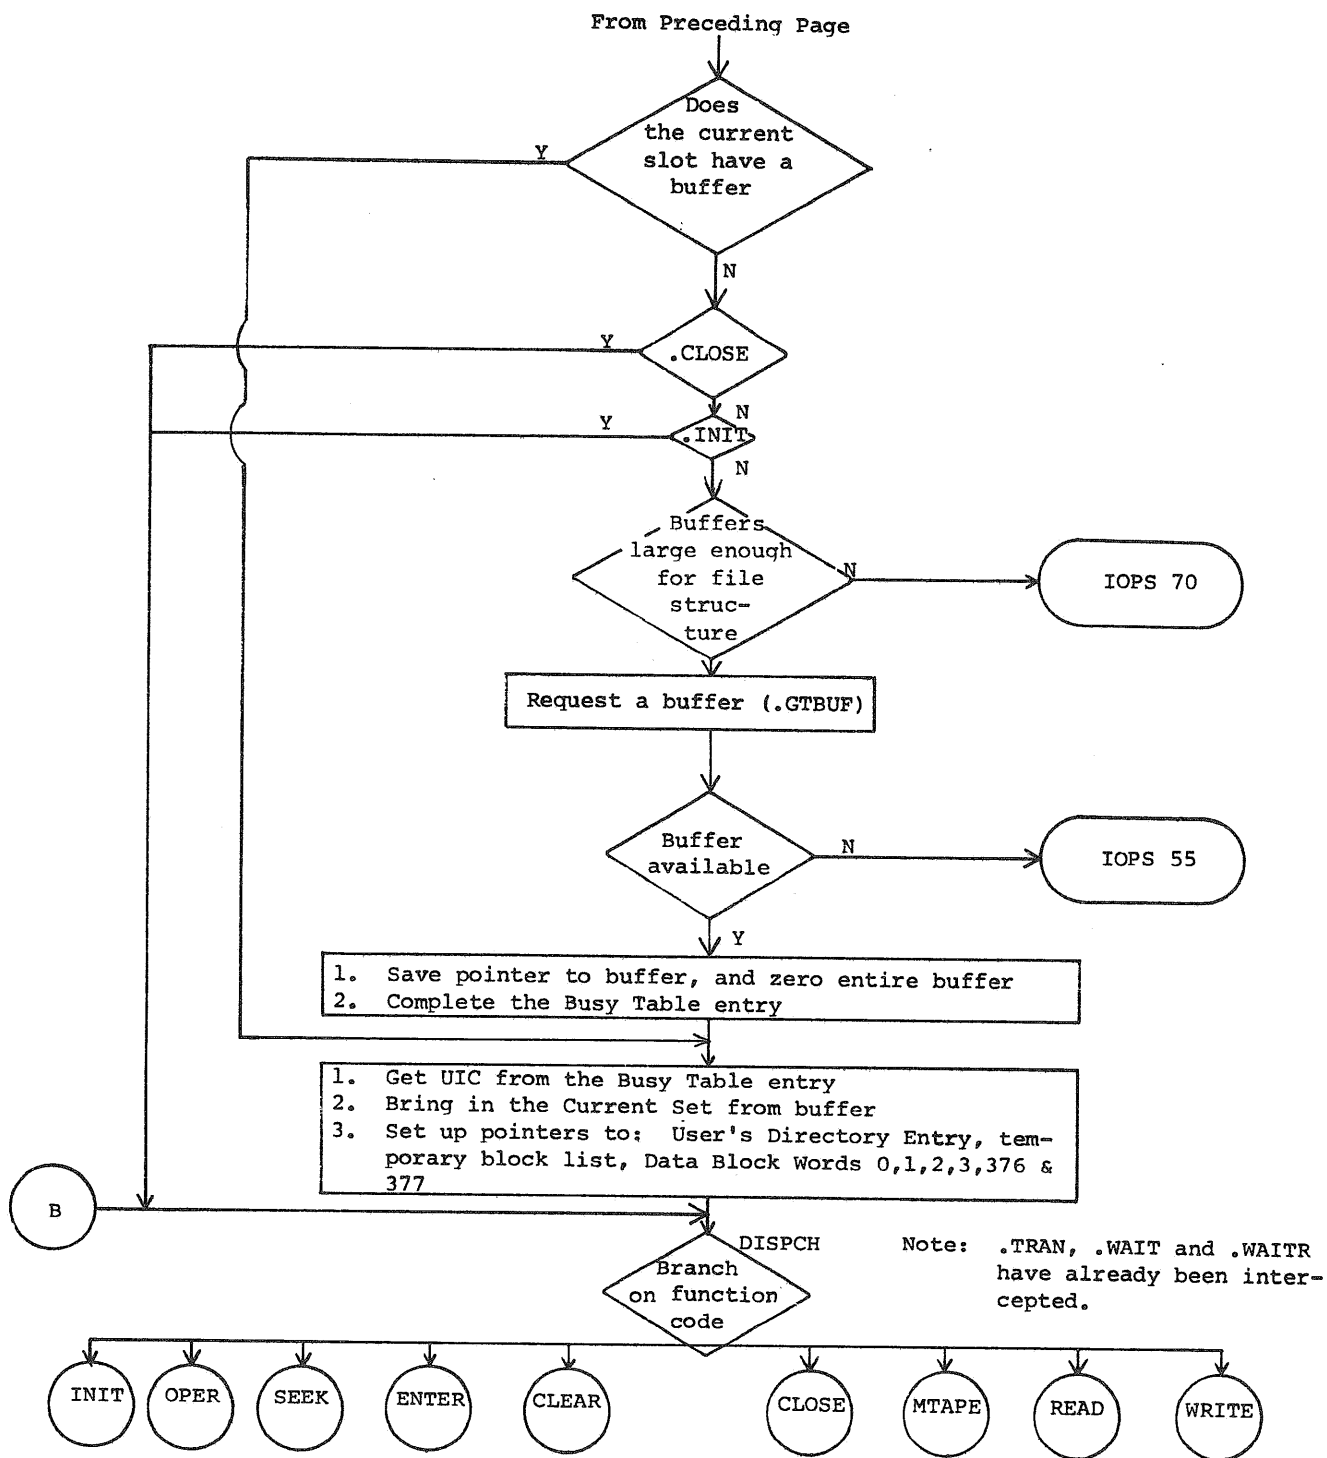 From Preceding Page
Does
the current
slot have a
buffer
Y
N
.CLOSE
Y
N
.INIT
Y
N
Buffers
large enough
for file
struc-
ture
N
IOPS 70
Request a buffer (.GTBUF)
Buffer
available
N
IOPS 55
Y
1. Save pointer to buffer, and zero entire buffer
2. Complete the Busy Table entry
1. Get UIC from the Busy Table entry
2. Bring in the Current Set from buffer
3. Set up pointers to: User's Directory Entry, tem-
porary block list, Data Block Words 0,1,2,3,376 &
377
B
DISPCH
Branch
on function
code
Note: .TRAN, .WAIT and .WAITR
have already been inter-
cepted.
INIT
OPER
SEEK
ENTER
CLEAR
CLOSE
MTAPE
READ
WRITE